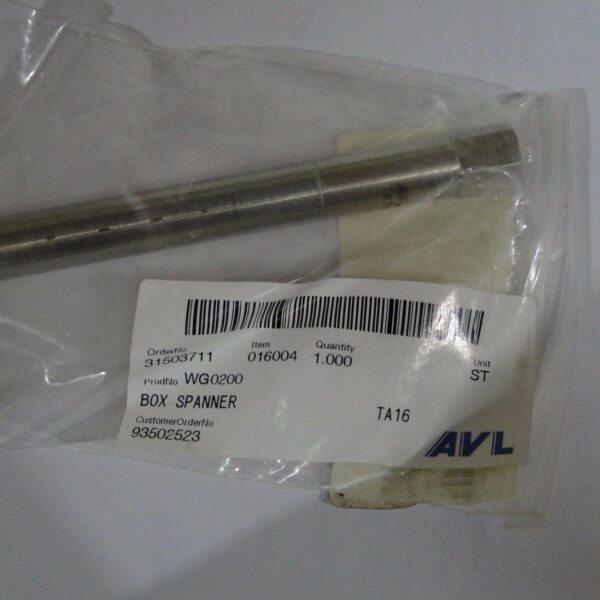 OrderNo Item Quantity Unit
31503711 016004 1.000 ST
ProdNo WG0200
BOX SPANNER TA16
CustomerOrderNo
93502523
AVL